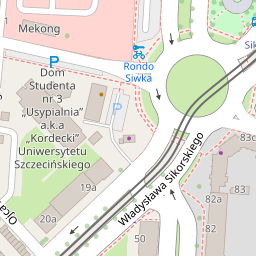 Mekong
P
Rondo
Siwka
Sik
Dom
Studenta
nr 3
„Usypialnia”
a.k.a
„Kordecki”
Uniwersytetu
Szczecińskiego
P
Władysława Sikorskiego
19a
20a
50
82a
83c
83